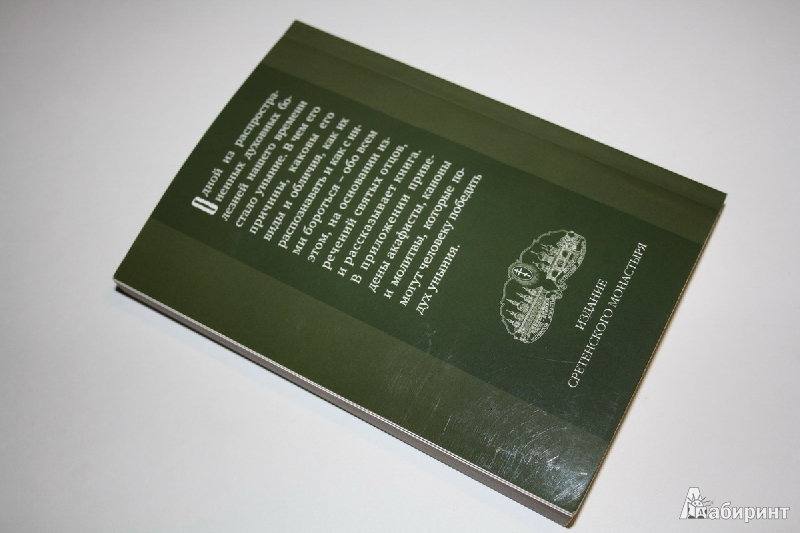 Одной из распростра-
ненных духовных бо-
лезней нашего времени
стало уныние. В чем его
причины, каковы его
виды и обличия, как их
распознавать и как с ни-
ми бороться – обо всем
этом, на основании из-
речений святых отцов,
и рассказывает книга.
В приложении приве-
дены акафисты, каноны
и молитвы, которые по-
могут человеку победить
дух уныния.
ИЗДАНИЕ
СРЕТЕНСКОГО МОНАСТЫРЯ
Лабиринт